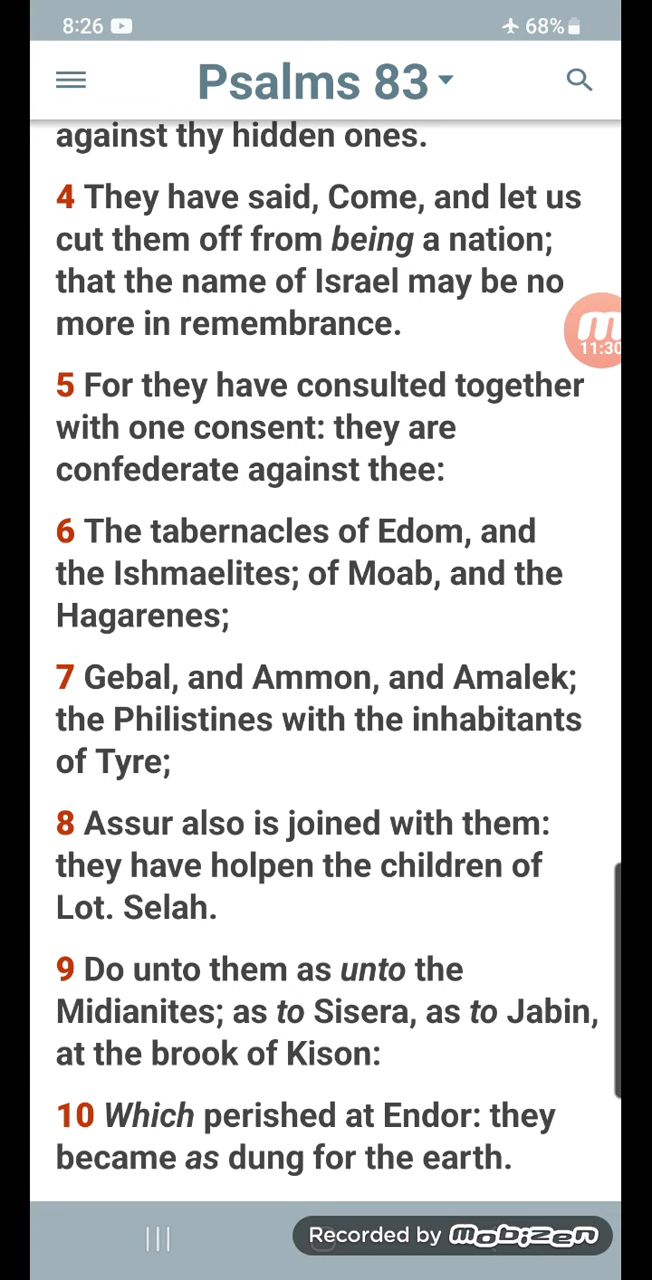 8:26 68%
Psalms 83
against thy hidden ones.
4 They have said, Come, and let us
cut them off from being a nation;
that the name of Israel may be no
more in remembrance.
11:30
5 For they have consulted together
with one consent: they are
confederate against thee:
6 The tabernacles of Edom, and
the Ishmaelites; of Moab, and the
Hagarenes;
7 Gebal, and Ammon, and Amalek;
the Philistines with the inhabitants
of Tyre;
8 Assur also is joined with them:
they have holpen the children of
Lot. Selah.
9 Do unto them as unto the
Midianites; as to Sisera, as to Jabin,
at the brook of Kison:
10 Which perished at Endor: they
became as dung for the earth.
Recorded by mobizen